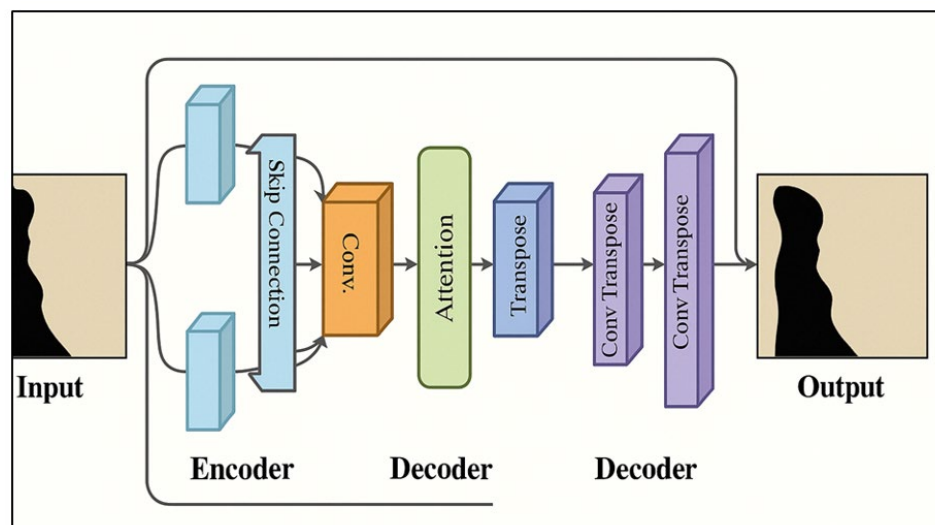 Skip Connection
Conv.
Attention
Transpose
Conv Transpose
Conv Transpose
Input
Output
Encoder
Decoder
Decoder